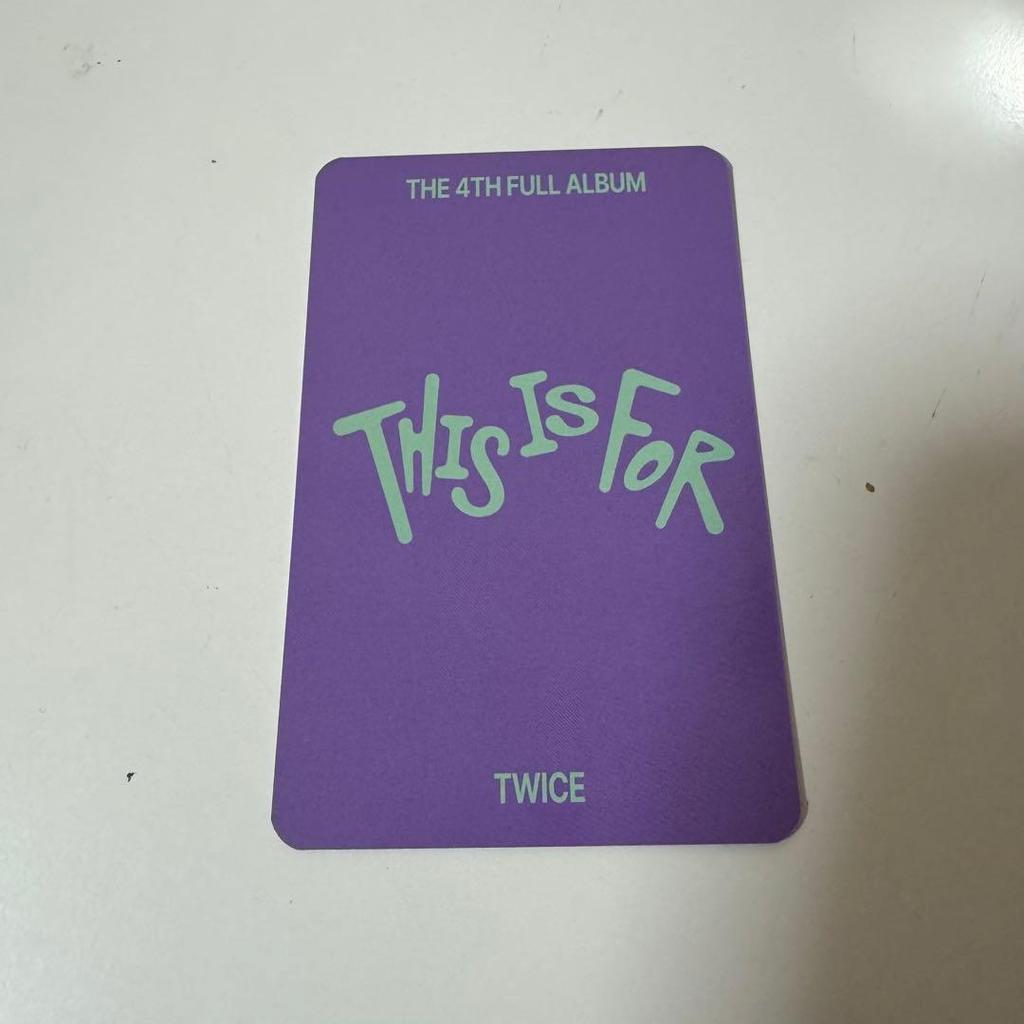 THE 4TH FULL ALBUM
THIS IS FOR
TWICE